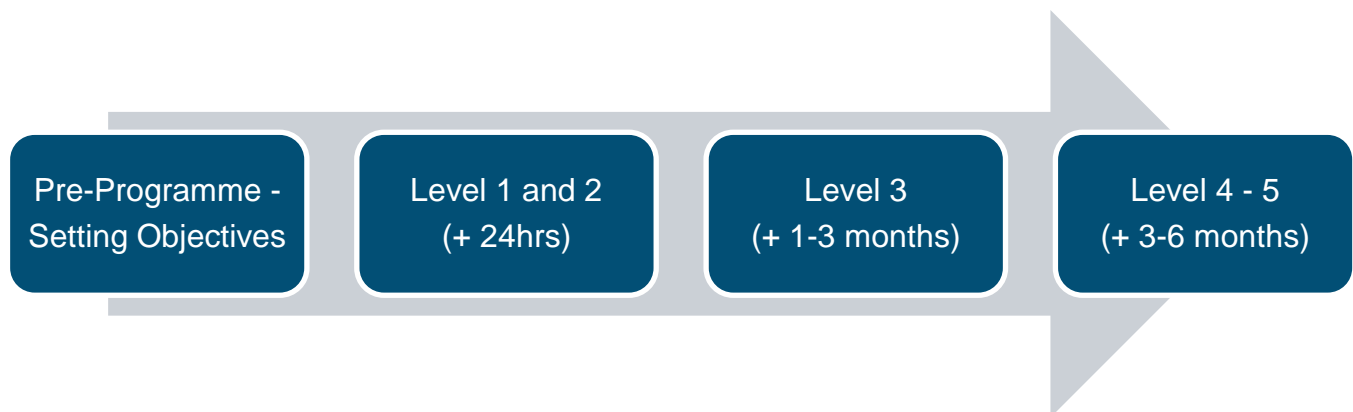 Pre-Programme -
Setting Objectives
Level 1 and 2
(+ 24hrs)
Level 3
(+ 1-3 months)
Level 4 - 5
(+ 3-6 months)